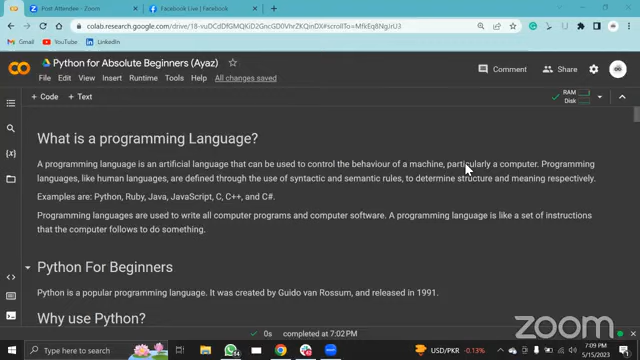 Post Attendee - Zoom
Facebook Live | Facebook
colab.research.google.com/drive/
Gmail
YouTube
LinkedIn
Python for Absolute Beginners (Ayaz)
File Edit View Insert Runtime Tools Help All changes saved
Comment
Share
+ Code + Text
RAM
Disk
What is a programming Language?
A programming language is an artificial language that can be used to control the behaviour of a machine, particularly a computer. Programming
languages, like human languages, are defined through the use of syntactic and semantic rules, to determine structure and meaning respectively.
Examples are: Python, Ruby, Java, JavaScript, C, C++, and C#.
Programming languages are used to write all computer programs and computer software. A programming language is like a set of instructions
that the computer follows to do something.
Python For Beginners
Python is a popular programming language. It was created by Guido van Rossum, and released in 1991.
Why use Python?
0s completed at 7:02 PM
zoom
Type here to search
USD/PKR -0.13%
7:09 PM
5/15/2023